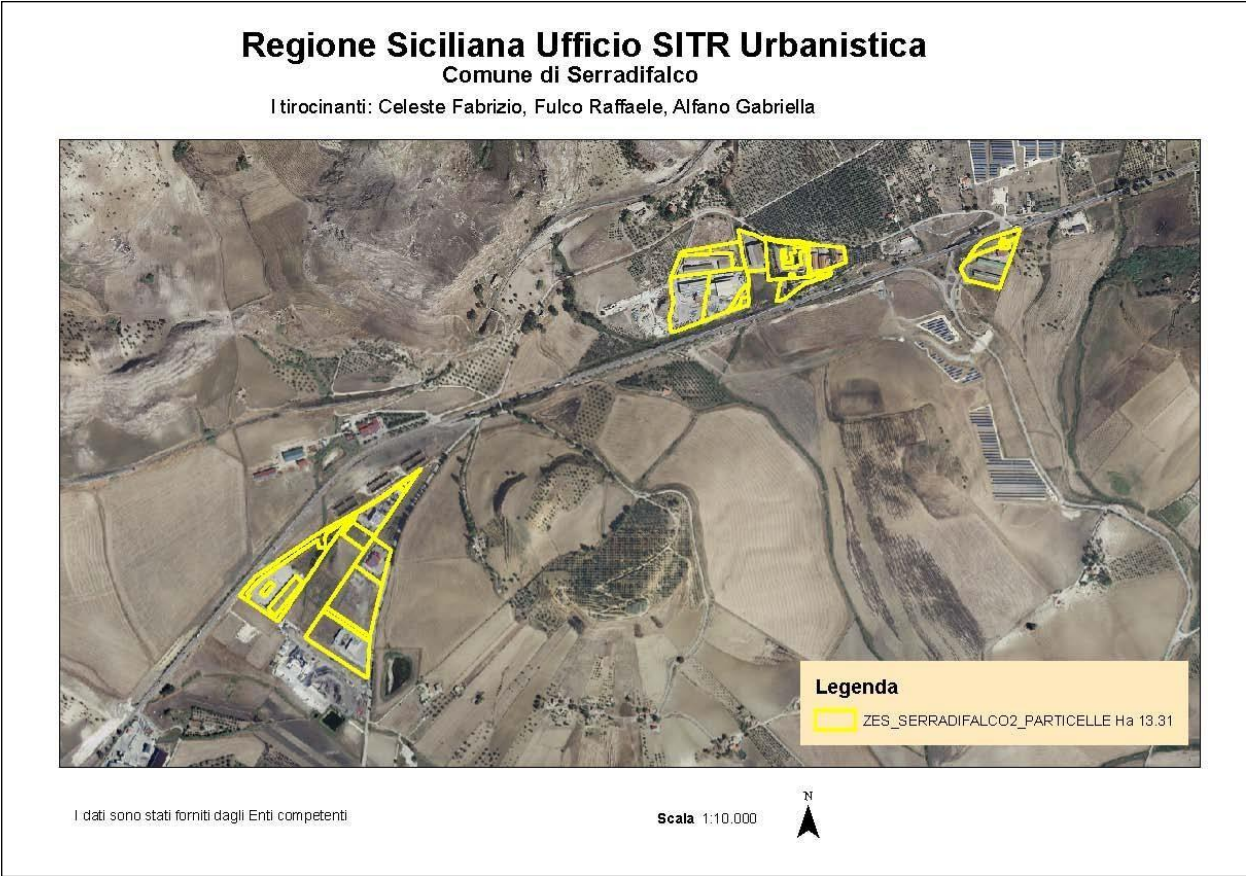 Regione Siciliana Ufficio SITR Urbanistica
Comune di Serradifalco
I tirocinanti: Celeste Fabrizio, Fulco Raffaele, Alfano Gabriella
Legenda
ZES_SERRADIFALCO2_PARTICELLE Ha 13.31
I dati sono stati forniti dagli Enti competenti
Scala 1:10.000
N